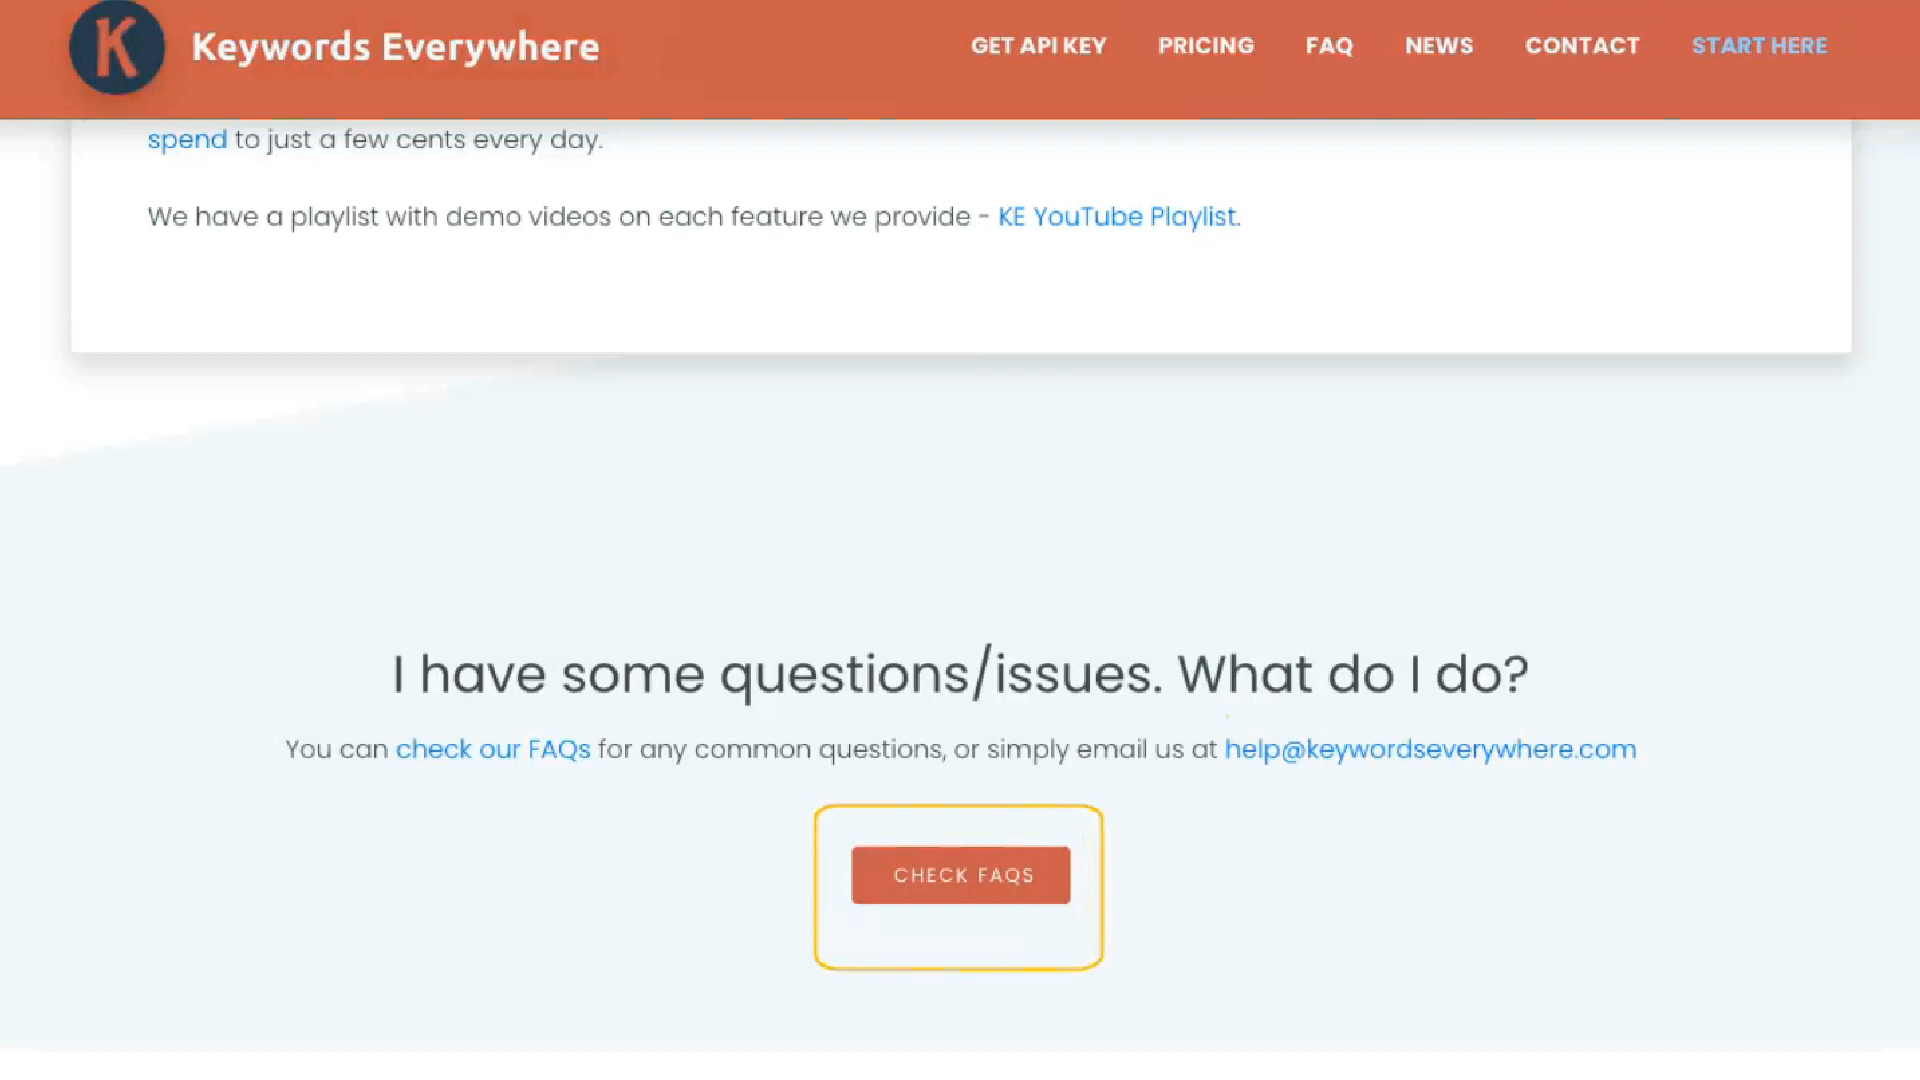 K Keywords Everywhere GET API KEY PRICING FAQ NEWS CONTACT START HERE
spend to just a few cents every day.
We have a playlist with demo videos on each feature we provide - KE YouTube Playlist.
I have some questions/issues. What do I do?
You can check our FAQs for any common questions, or simply email us at help@keywordseverywhere.com
CHECK FAQS